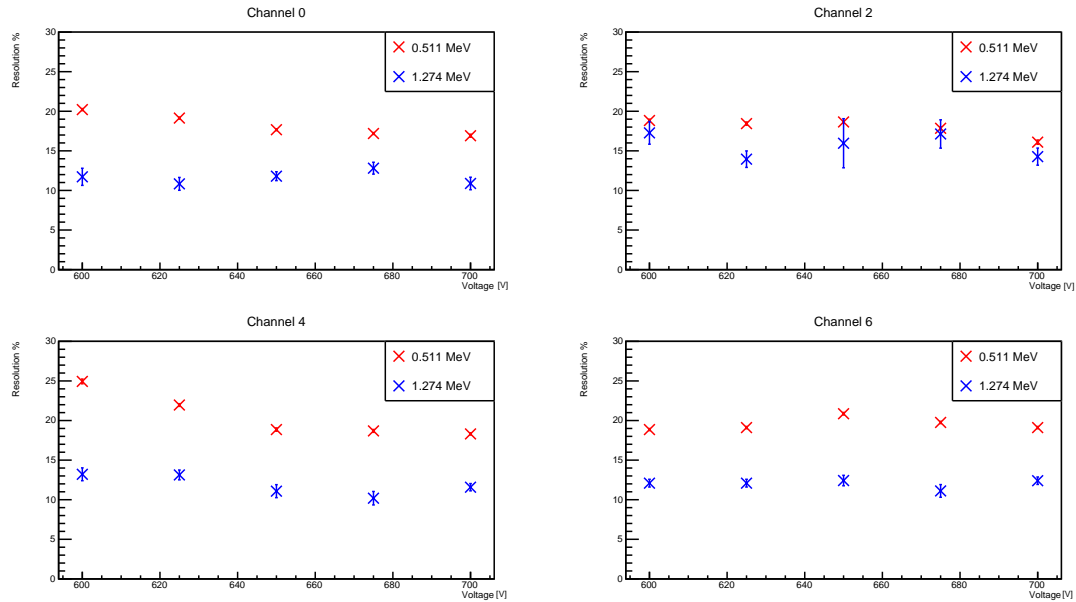 Channel 0
Resolution %
30
25
20
15
10
5
0
0.511 MeV
1.274 MeV
600 620 640 660 680 700
Voltage [V]
Channel 2
Resolution %
30
25
20
15
10
5
0
0.511 MeV
1.274 MeV
600 620 640 660 680 700
Voltage [V]
Channel 4
Resolution %
30
25
20
15
10
5
0
0.511 MeV
1.274 MeV
600 620 640 660 680 700
Voltage [V]
Channel 6
Resolution %
30
25
20
15
10
5
0
0.511 MeV
1.274 MeV
600 620 640 660 680 700
Voltage [V]